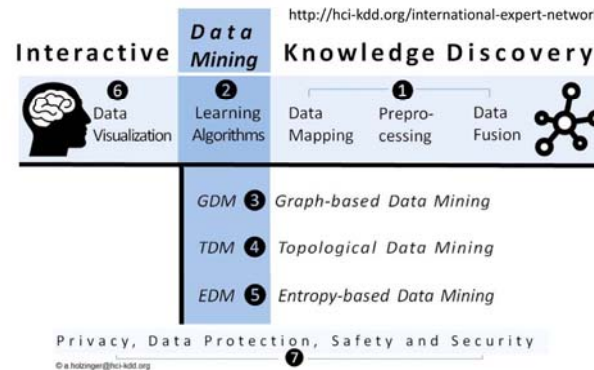 http://hci-kdd.org/international-expert-network
Interactive Data Mining Knowledge Discovery
6 2 1
Data Visualization
Learning Algorithms
Data Mapping
Prepro-
cessing
Data Fusion
GDM 3 Graph-based Data Mining
TDM 4 Topological Data Mining
EDM 5 Entropy-based Data Mining
Privacy, Data Protection, Safety and Security
7
© a.holzinger@hci-kdd.org